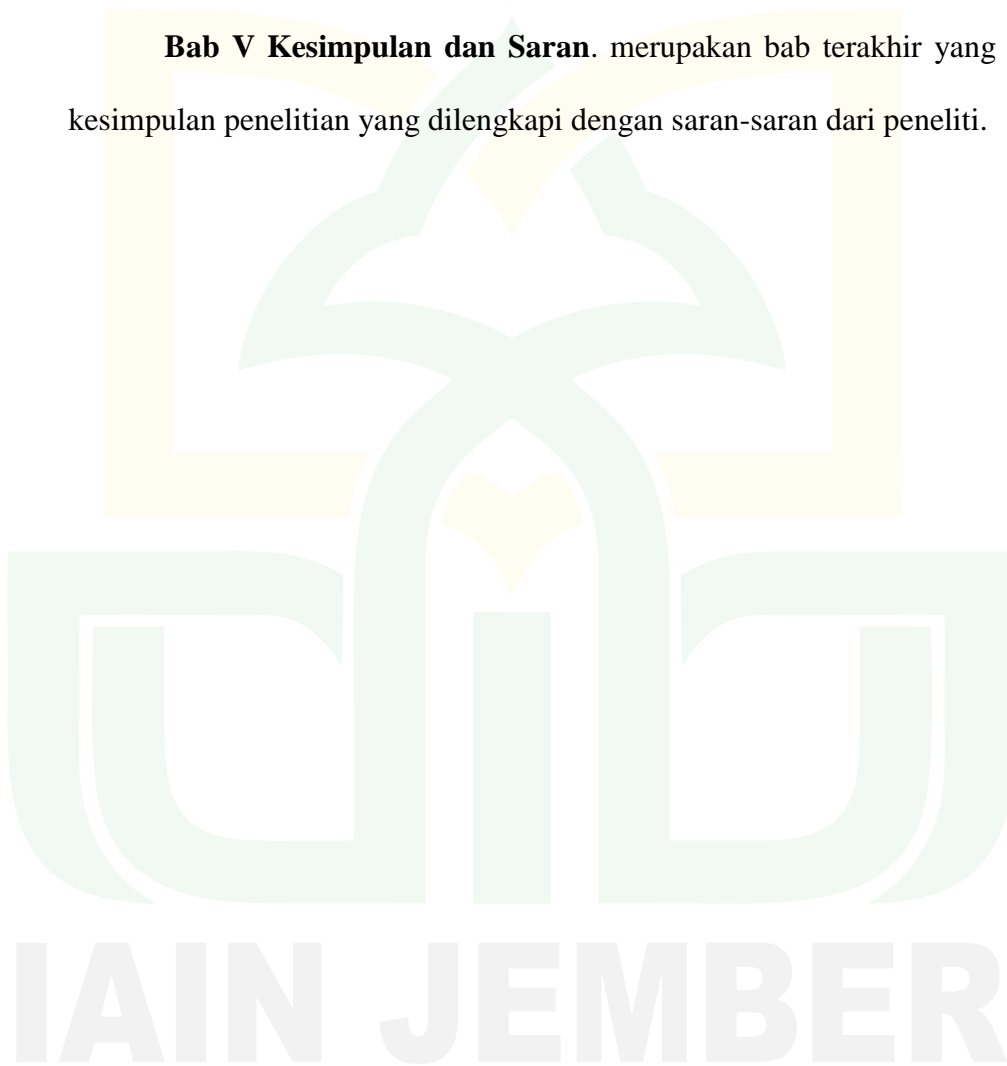 Bab V Kesimpulan dan Saran. merupakan bab terakhir yang
kesimpulan penelitian yang dilengkapi dengan saran-saran dari peneliti.
IAIN JEMBER